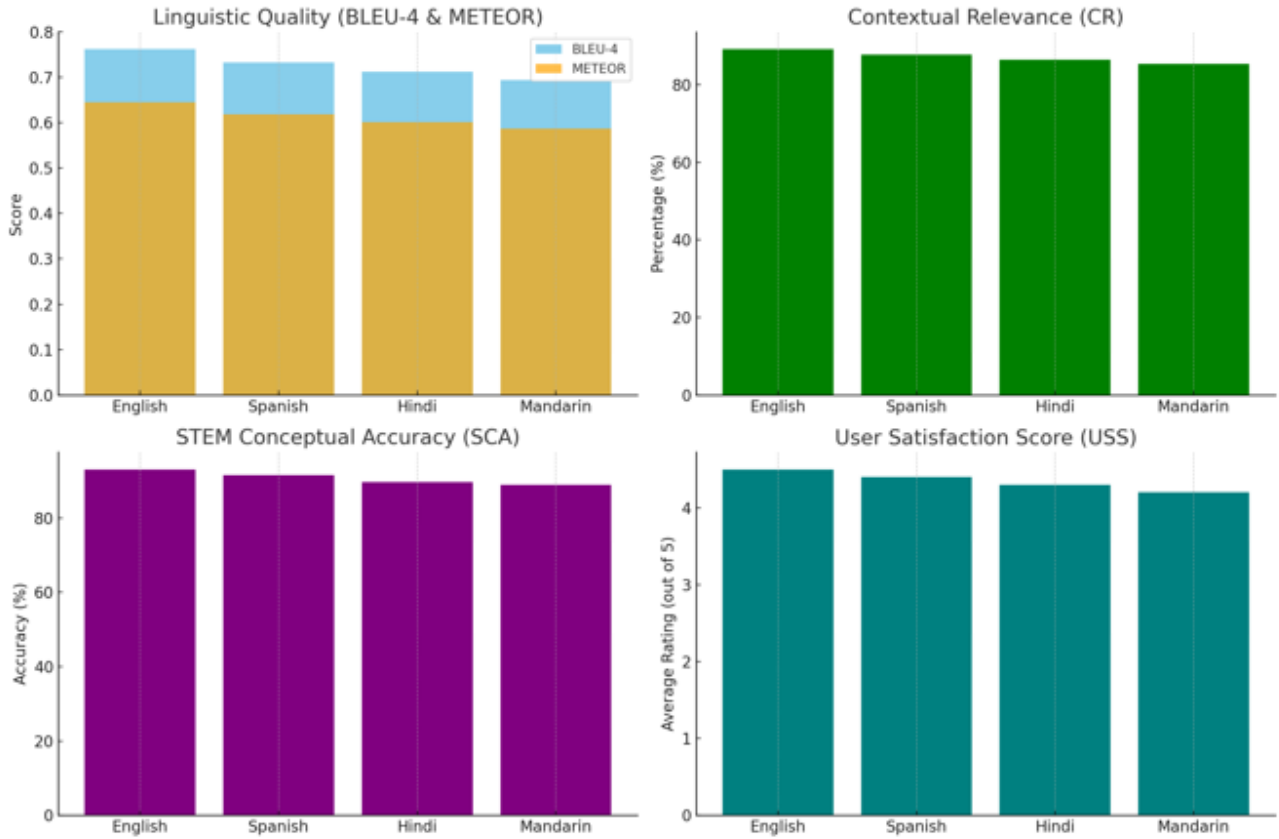 Linguistic Quality (BLEU-4 & METEOR)
0.8
0.7
0.6
0.5
0.4
0.3
0.2
0.1
0.0
Score
BLEU-4
METEOR
English Spanish Hindi Mandarin
Contextual Relevance (CR)
80
60
40
20
0
Percentage (%)
English Spanish Hindi Mandarin
STEM Conceptual Accuracy (SCA)
80
60
40
20
0
Accuracy (%)
English Spanish Hindi Mandarin
User Satisfaction Score (USS)
4
3
2
1
0
Average Rating (out of 5)
English Spanish Hindi Mandarin